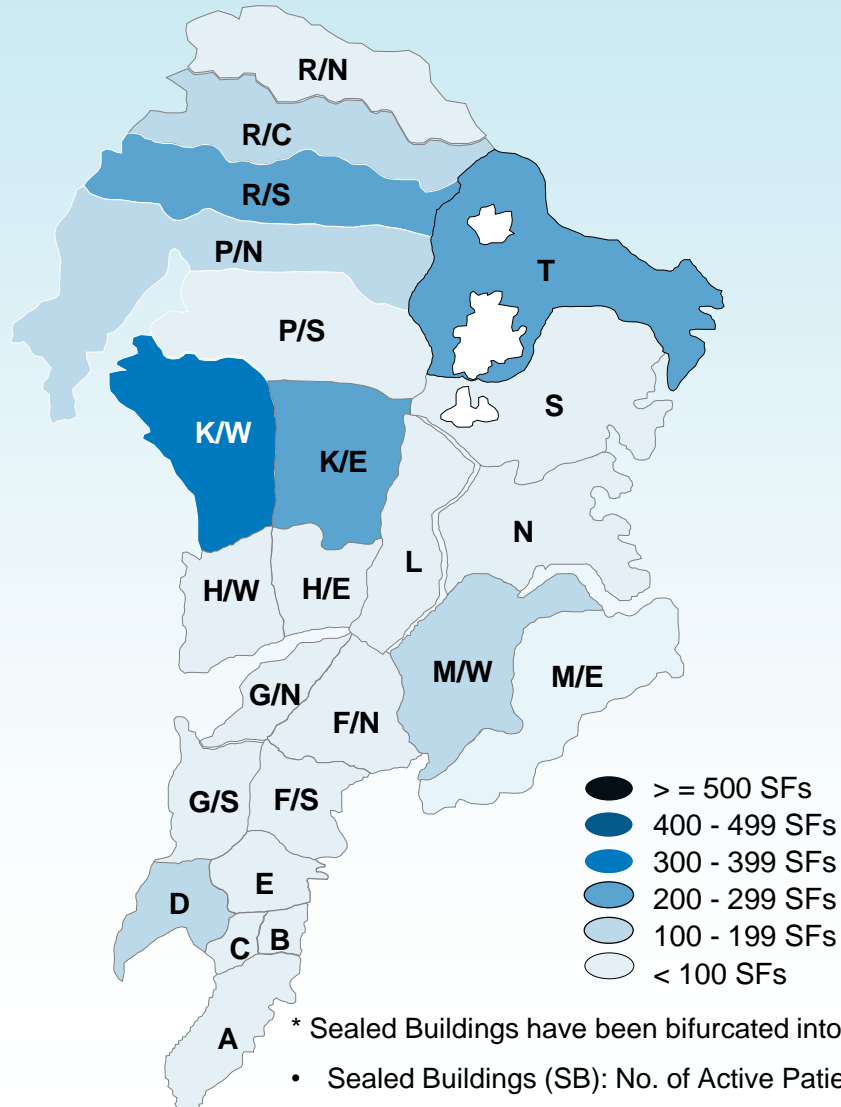 R/N
R/C
R/S
P/N
T
P/S
S
K/W
K/E
N
L
H/W
H/E
M/W
M/E
G/N
F/N
G/S
F/S
E
D
B
C
A
> = 500 SFs
400 - 499 SFs
300 - 399 SFs
200 - 299 SFs
100 - 199 SFs
< 100 SFs
* Sealed Buildings have been bifurcated into
• Sealed Buildings (SB): No. of Active Patie